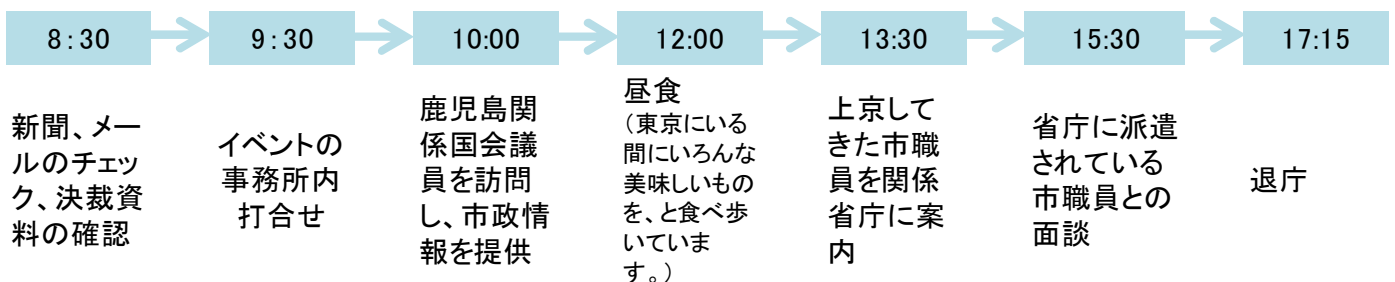 8：30
9：30
10:00
12:00
13:30
15:30
17:15
新聞、メー
ルのチェッ
ク、決裁資
料の確認
イベントの
事務所内
打合せ
鹿児島関
係国会議
員を訪問
し、市政情
報を提供
昼食
（東京にいる
間にいろんな
美味しいもの
を、と食べ歩
いていま
す。）
上京して
きた市職
員を関係
省庁に案
内
省庁に派遣
されている
市職員との
面談
退庁